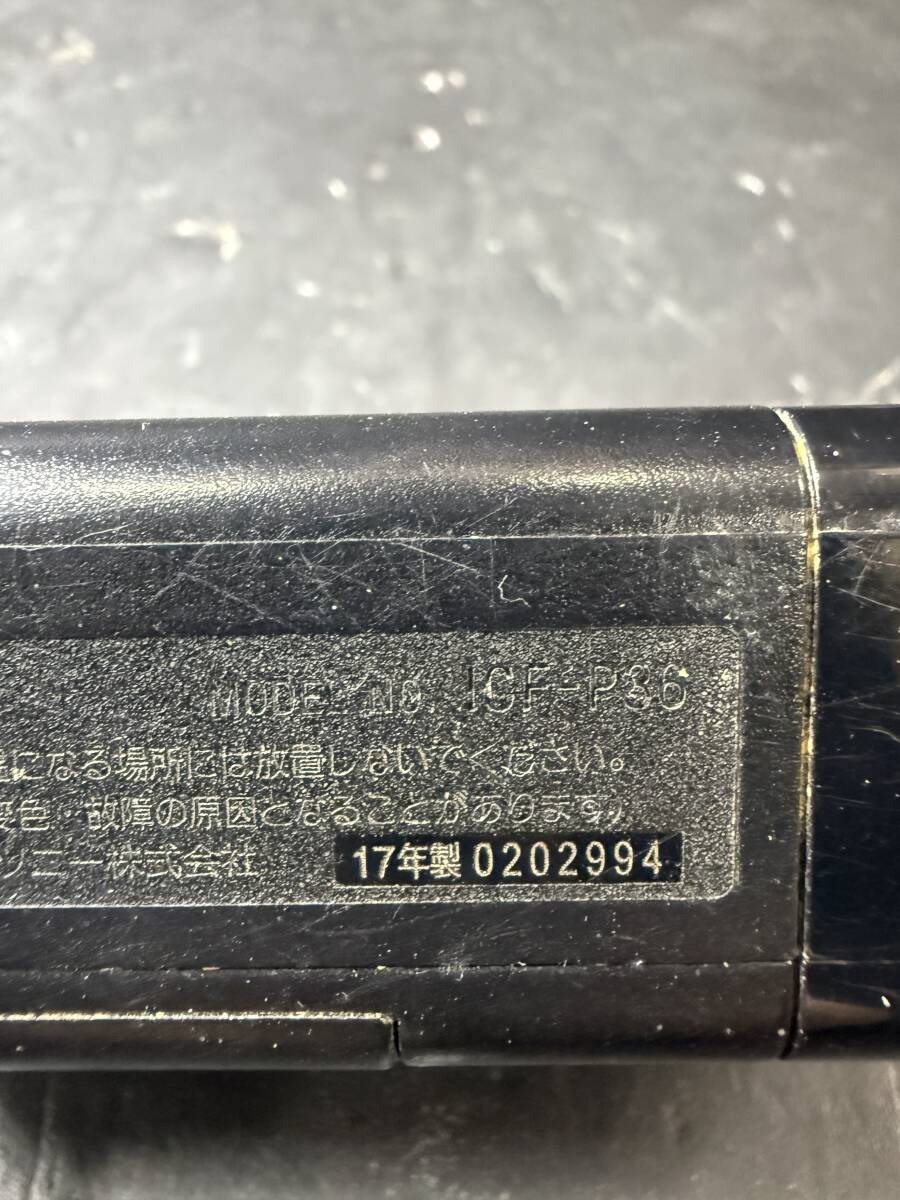 MODEL NO. ICF-P36
になる場所には放置しないでください。
変色・故障の原因となることがあります。
ソニー株式会社
17年製 0202994